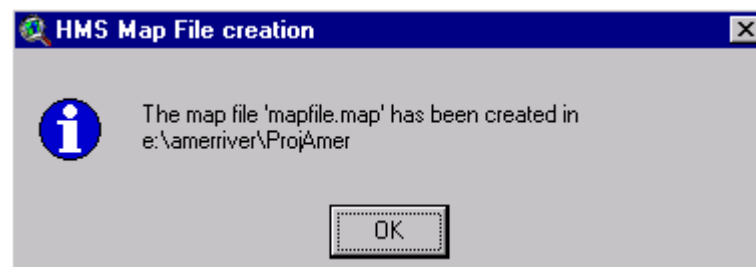 HMS Map File creation
The map file 'mapfile.map' has been created in
e:\amerriver\ProjAmer
OK